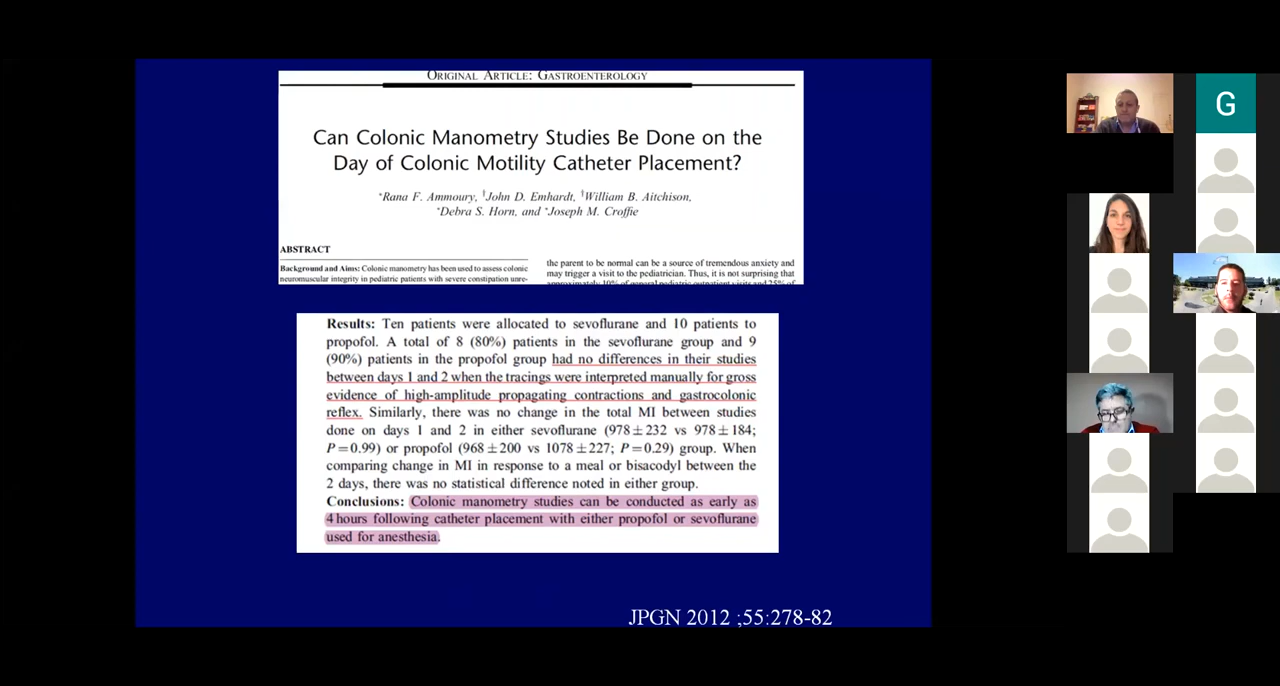 ORIGINAL ARTICLE: GASTROENTEROLOGY
Can Colonic Manometry Studies Be Done on the
Day of Colonic Motility Catheter Placement?
*Rana F. Ammoury, †John D. Emhardt, †William B. Aitchison,
*Debra S. Horn, and *Joseph M. Croffie
ABSTRACT
Background and Aims: Colonic manometry has been used to assess colonic
neuromuscular integrity in pediatric patients with severe constipation unre-
the parent to be normal can be a source of tremendous anxiety and
may trigger a visit to the pediatrician. Thus, it is not surprising that
approximately 10% of general pediatric outpatient visits and 25% of
Results: Ten patients were allocated to sevoflurane and 10 patients to
propofol. A total of 8 (80%) patients in the sevoflurane group and 9
(90%) patients in the propofol group had no differences in their studies
between days 1 and 2 when the tracings were interpreted manually for gross
evidence of high-amplitude propagating contractions and gastrocolonic
reflex. Similarly, there was no change in the total MI between studies
done on days 1 and 2 in either sevoflurane (978 ± 232 vs 978 ± 184;
P = 0.99) or propofol (968 ± 200 vs 1078 ± 227; P = 0.29) group. When
comparing change in MI in response to a meal or bisacodyl between the
2 days, there was no statistical difference noted in either group.
Conclusions: Colonic manometry studies can be conducted as early as
4 hours following catheter placement with either propofol or sevoflurane
used for anesthesia.
JPGN 2012 ;55:278-82
G